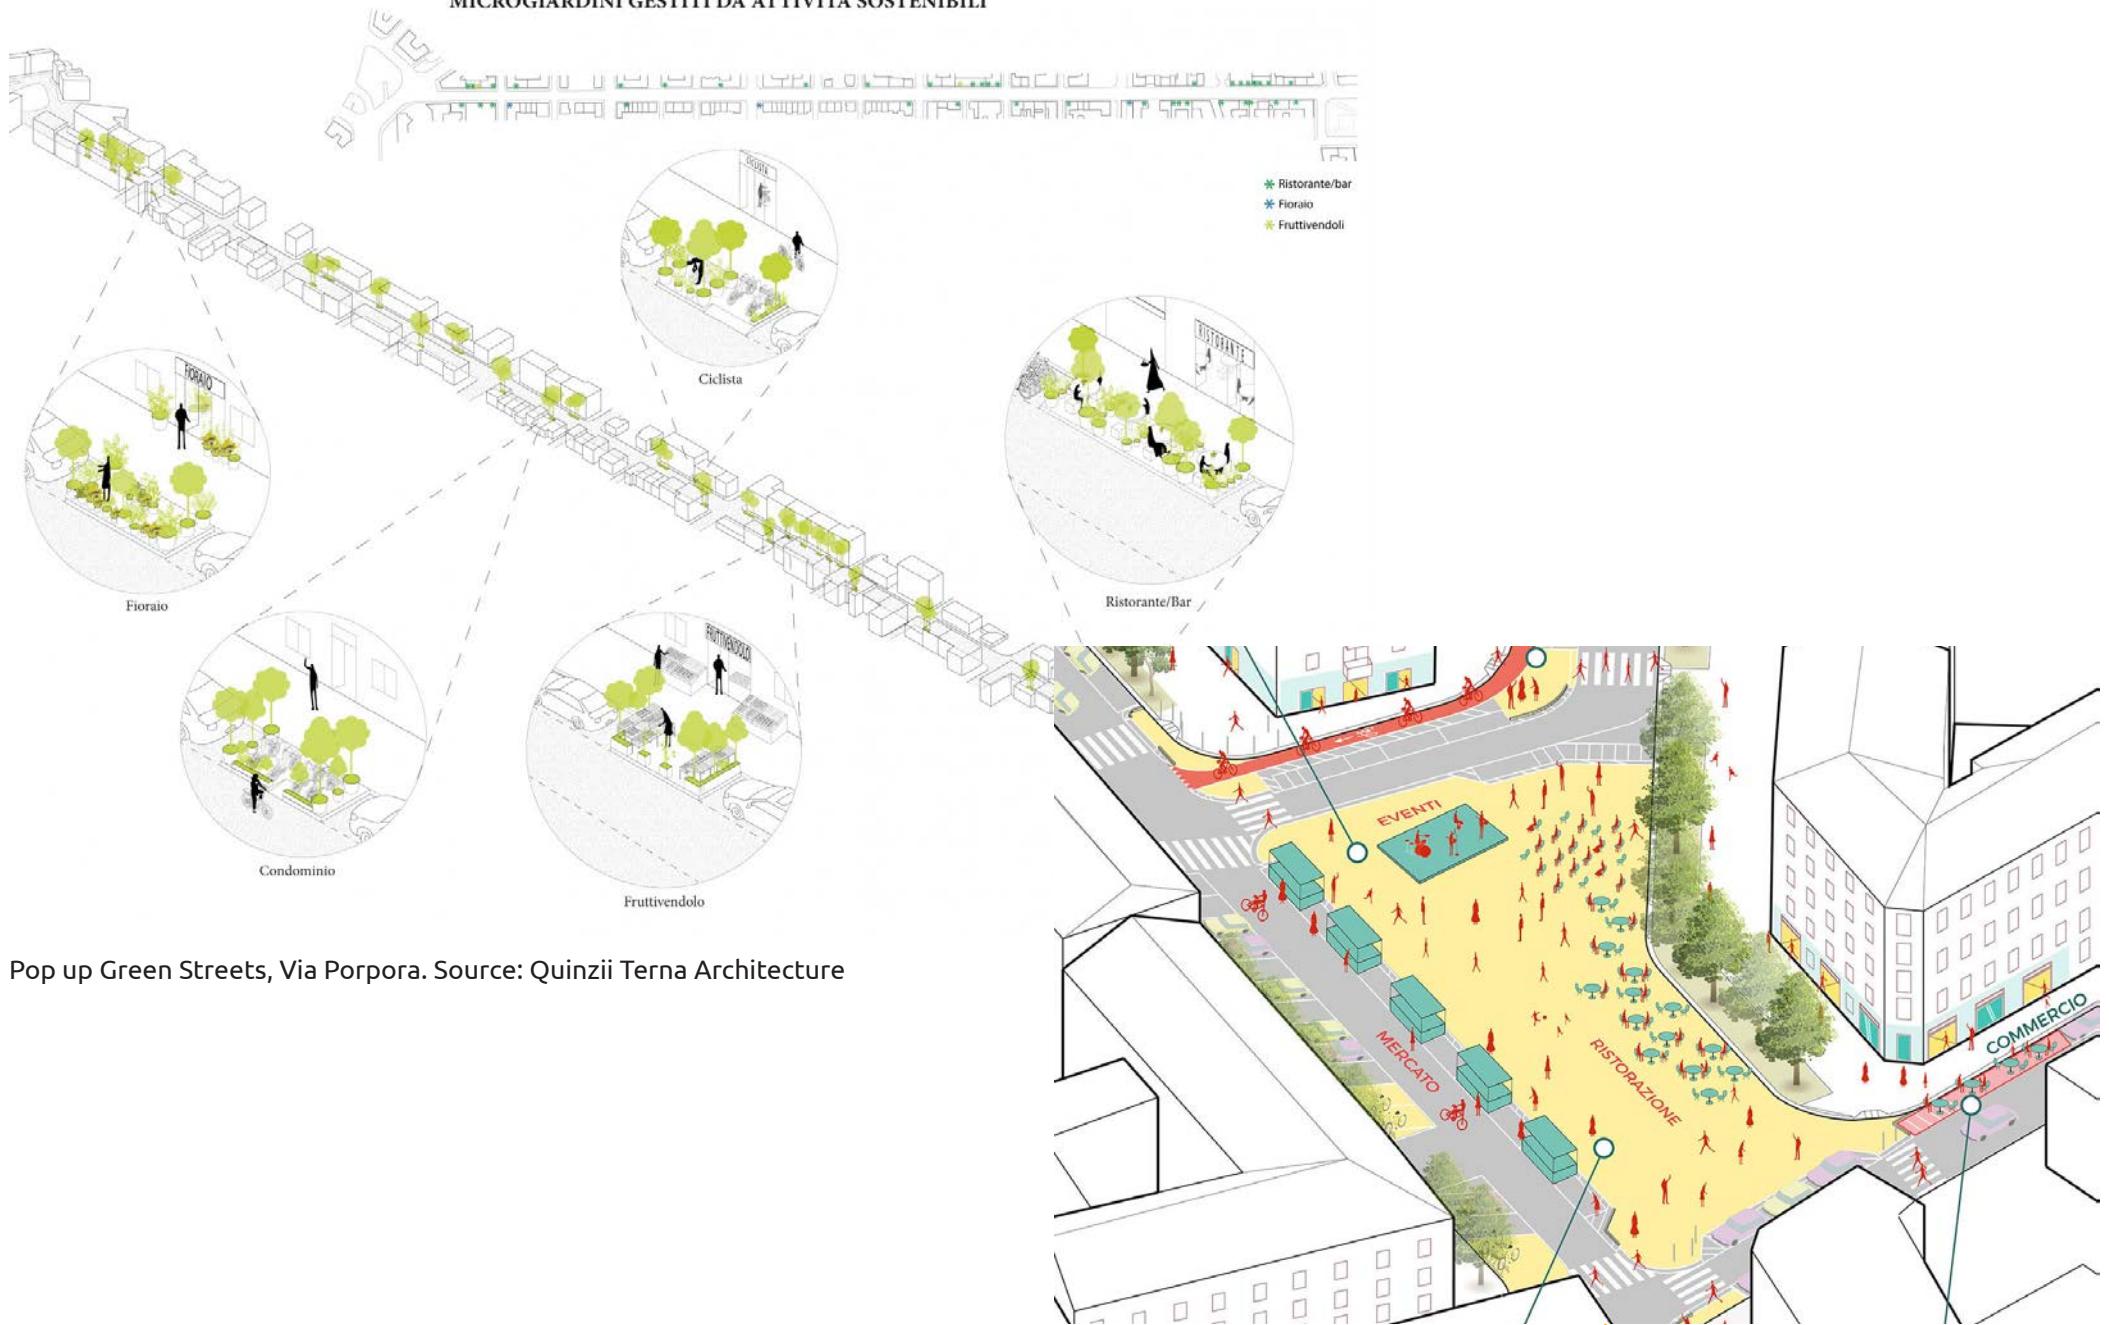 MICROGIARDINI GESTITI DA ATTIVITÀ SOSTENIBILI
Ristorante/bar
Fioraio
Fruttivendoli
CICLISTA
Ciclista
RISTORANTE
Ristorante/Bar
FIORAIO
Fioraio
Condominio
FRUTTIVENDOLO
Fruttivendolo
Pop up Green Streets, Via Porpora. Source: Quinzii Terna Architecture
EVENTI
MERCATO
RISTORAZIONE
COMMERCIO